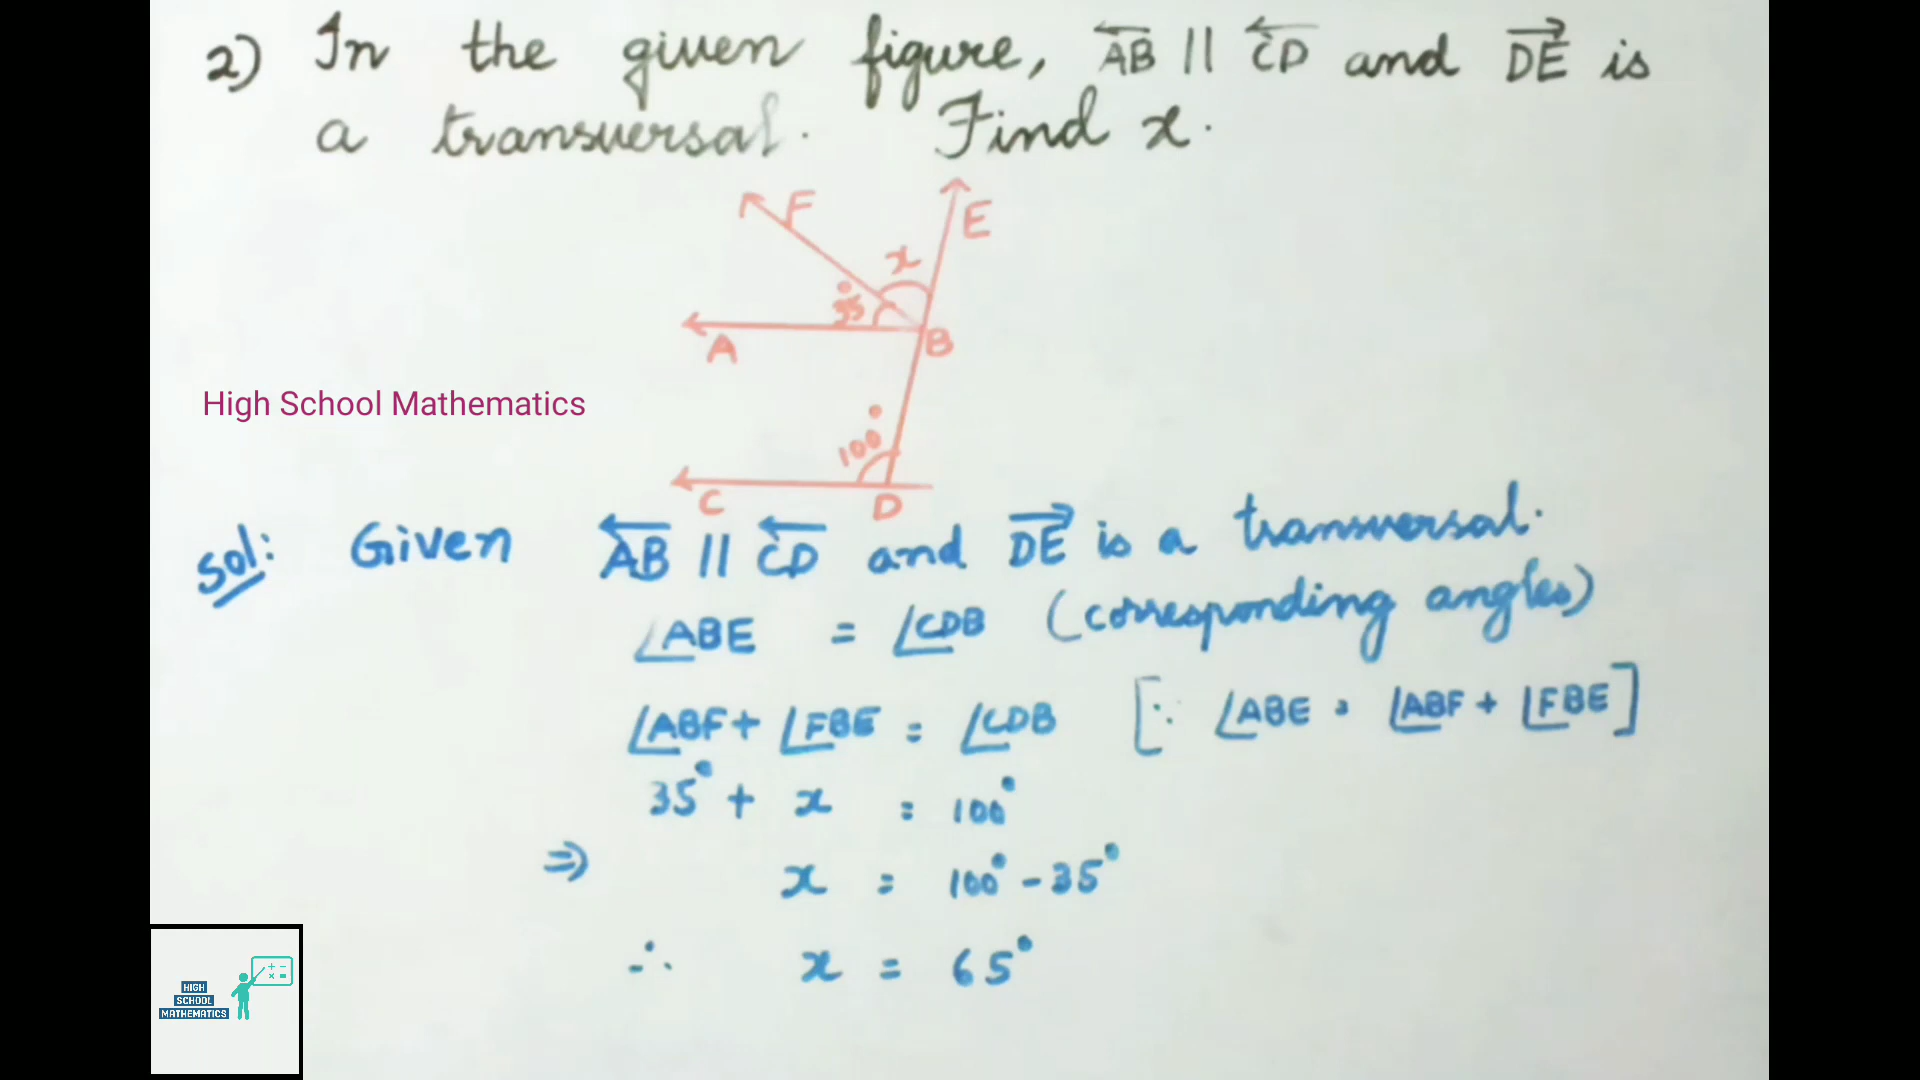 2) In the given figure, AB || CD and DE is
a transversal. Find x.
F
E
x
35°
A
B
High School Mathematics
100°
C
D
Sol: Given AB || CD and DE is a transversal.
∠ABE = ∠CDB (corresponding angles)
∠ABF + ∠FBE = ∠CDB [∵ ∠ABE = ∠ABF + ∠FBE]
35° + x = 100°
⇒ x = 100° - 35°
∴ x = 65°
HIGH
SCHOOL
MATHEMATICS